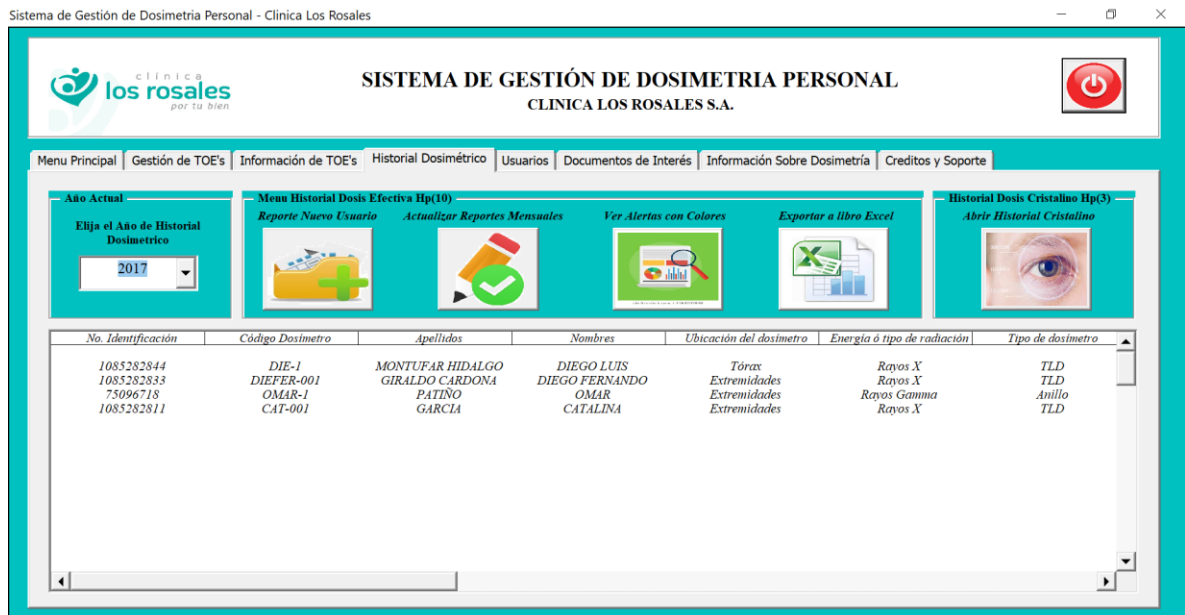 Sistema de Gestión de Dosimetria Personal - Clinica Los Rosales
clínica
los rosales
por tu bien
SISTEMA DE GESTIÓN DE DOSIMETRIA PERSONAL
CLINICA LOS ROSALES S.A.
Menu Principal Gestión de TOE's Información de TOE's Historial Dosimétrico Usuarios Documentos de Interés Información Sobre Dosimetría Creditos y Soporte
Año Actual
Elija el Año de Historial
Dosimetrico
2017
Menu Historial Dosis Efectiva Hp(10)
Reporte Nuevo Usuario Actualizar Reportes Mensuales Ver Alertas con Colores Exportar a libro Excel
Historial Dosis Cristalino Hp(3)
Abrir Historial Cristalino
No. Identificación Código Dosimetro Apellidos Nombres Ubicación del dosimetro Energía ó tipo de radiación Tipo de dosimetro
1085282844 DIE-1 MONTUFAR HIDALGO DIEGO LUIS Tórax Rayos X TLD
1085282833 DIEFER-001 GIRALDO CARDONA DIEGO FERNANDO Extremidades Rayos X TLD
75096718 OMAR-1 PATIÑO OMAR Extremidades Rayos Gamma Anillo
1085282811 CAT-001 GARCIA CATALINA Extremidades Rayos X TLD